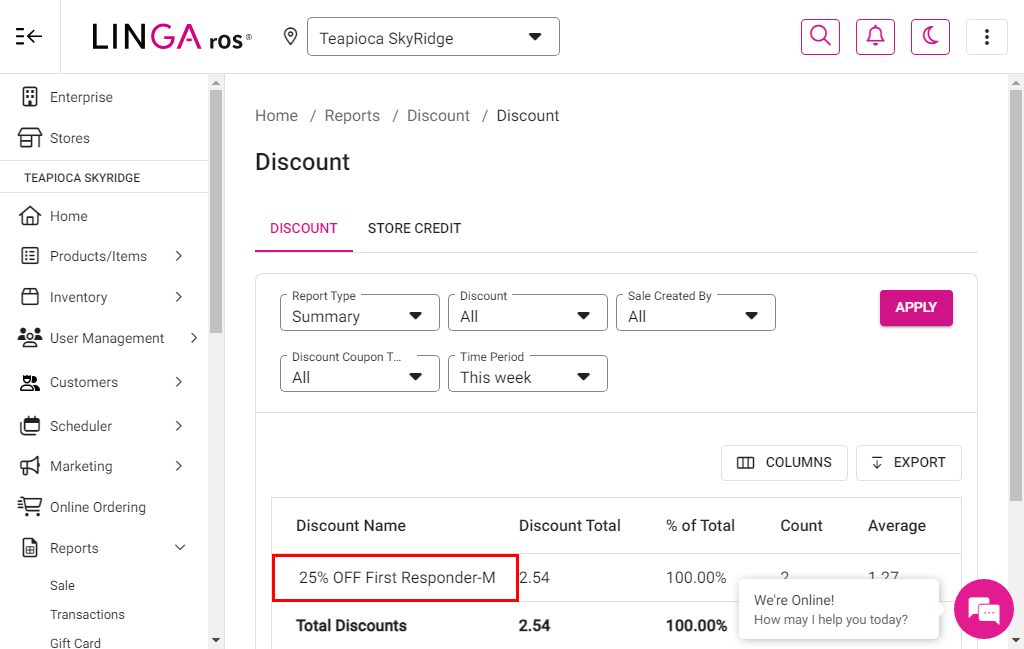 LINGA ros®
Teapioca SkyRidge
Enterprise
Stores
TEAPIOCA SKYRIDGE
Home
Products/Items
Inventory
User Management
Customers
Scheduler
Marketing
Online Ordering
Reports
Sale
Transactions
Gift Card
Home / Reports / Discount / Discount
Discount
DISCOUNT STORE CREDIT
Report Type Discount Sale Created By
Summary All All APPLY
Discount Coupon T... Time Period
All This week
COLUMNS EXPORT
Discount Name Discount Total % of Total Count Average
25% OFF First Responder-M 2.54 100.00% 2 1.27
Total Discounts 2.54 100.00%
We're Online!
How may I help you today?